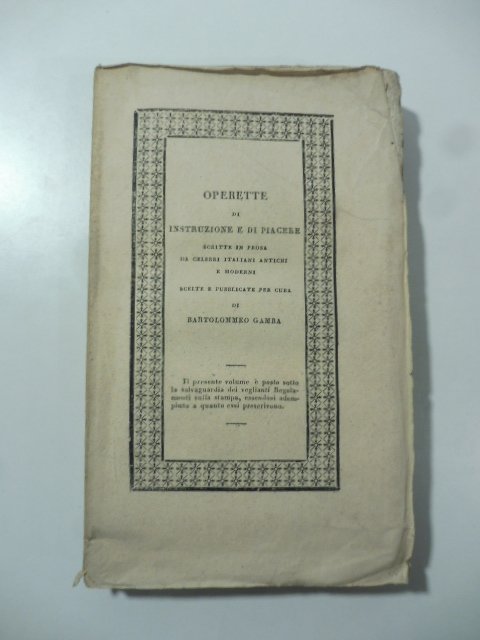 OPERETTE
DI
INSTRUZIONE E DI PIACERE
SCRITTE IN PROSA
DA CELEBRI ITALIANI ANTICHI
E MODERNI
SCELTE E PUBBLICATE PER CURA
DI
BARTOLOMMEO GAMBA
Il presente volume è posto sotto
la salvaguardia dei veglianti Regola-
menti sulla stampa, essendosi adem-
piuto a quanto essi prescrivono.